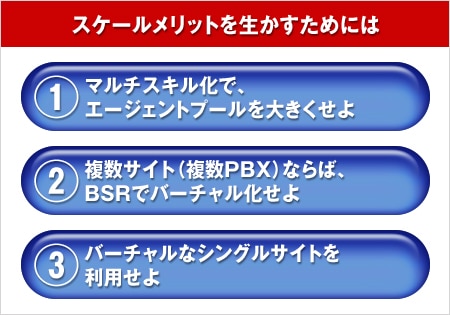 スケールメリットを生かすためには
1
マルチスキル化で、
エージェントプールを大きくせよ
2
複数サイト（複数PBX）ならば、
BSRでバーチャル化せよ
3
バーチャルなシングルサイトを
利用せよ